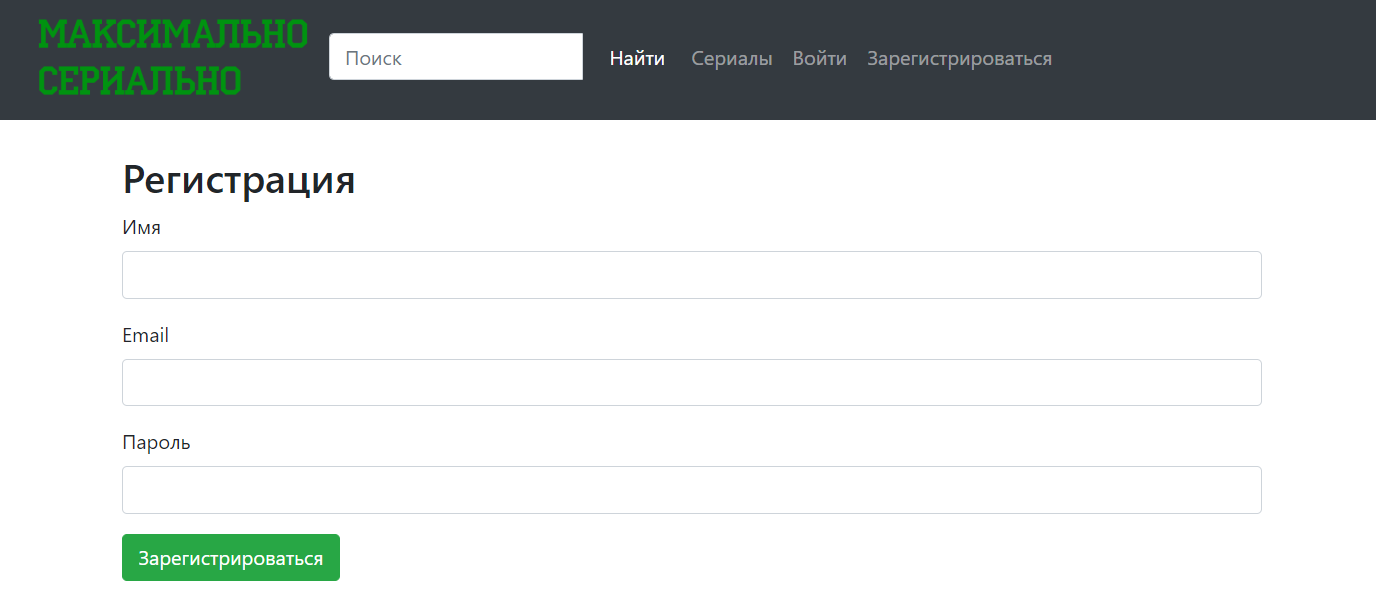 МАКСИМАЛЬНО
СЕРИАЛЬНО
Поиск
Найти
Сериалы
Войти
Зарегистрироваться
Регистрация
Имя
Email
Пароль
Зарегистрироваться